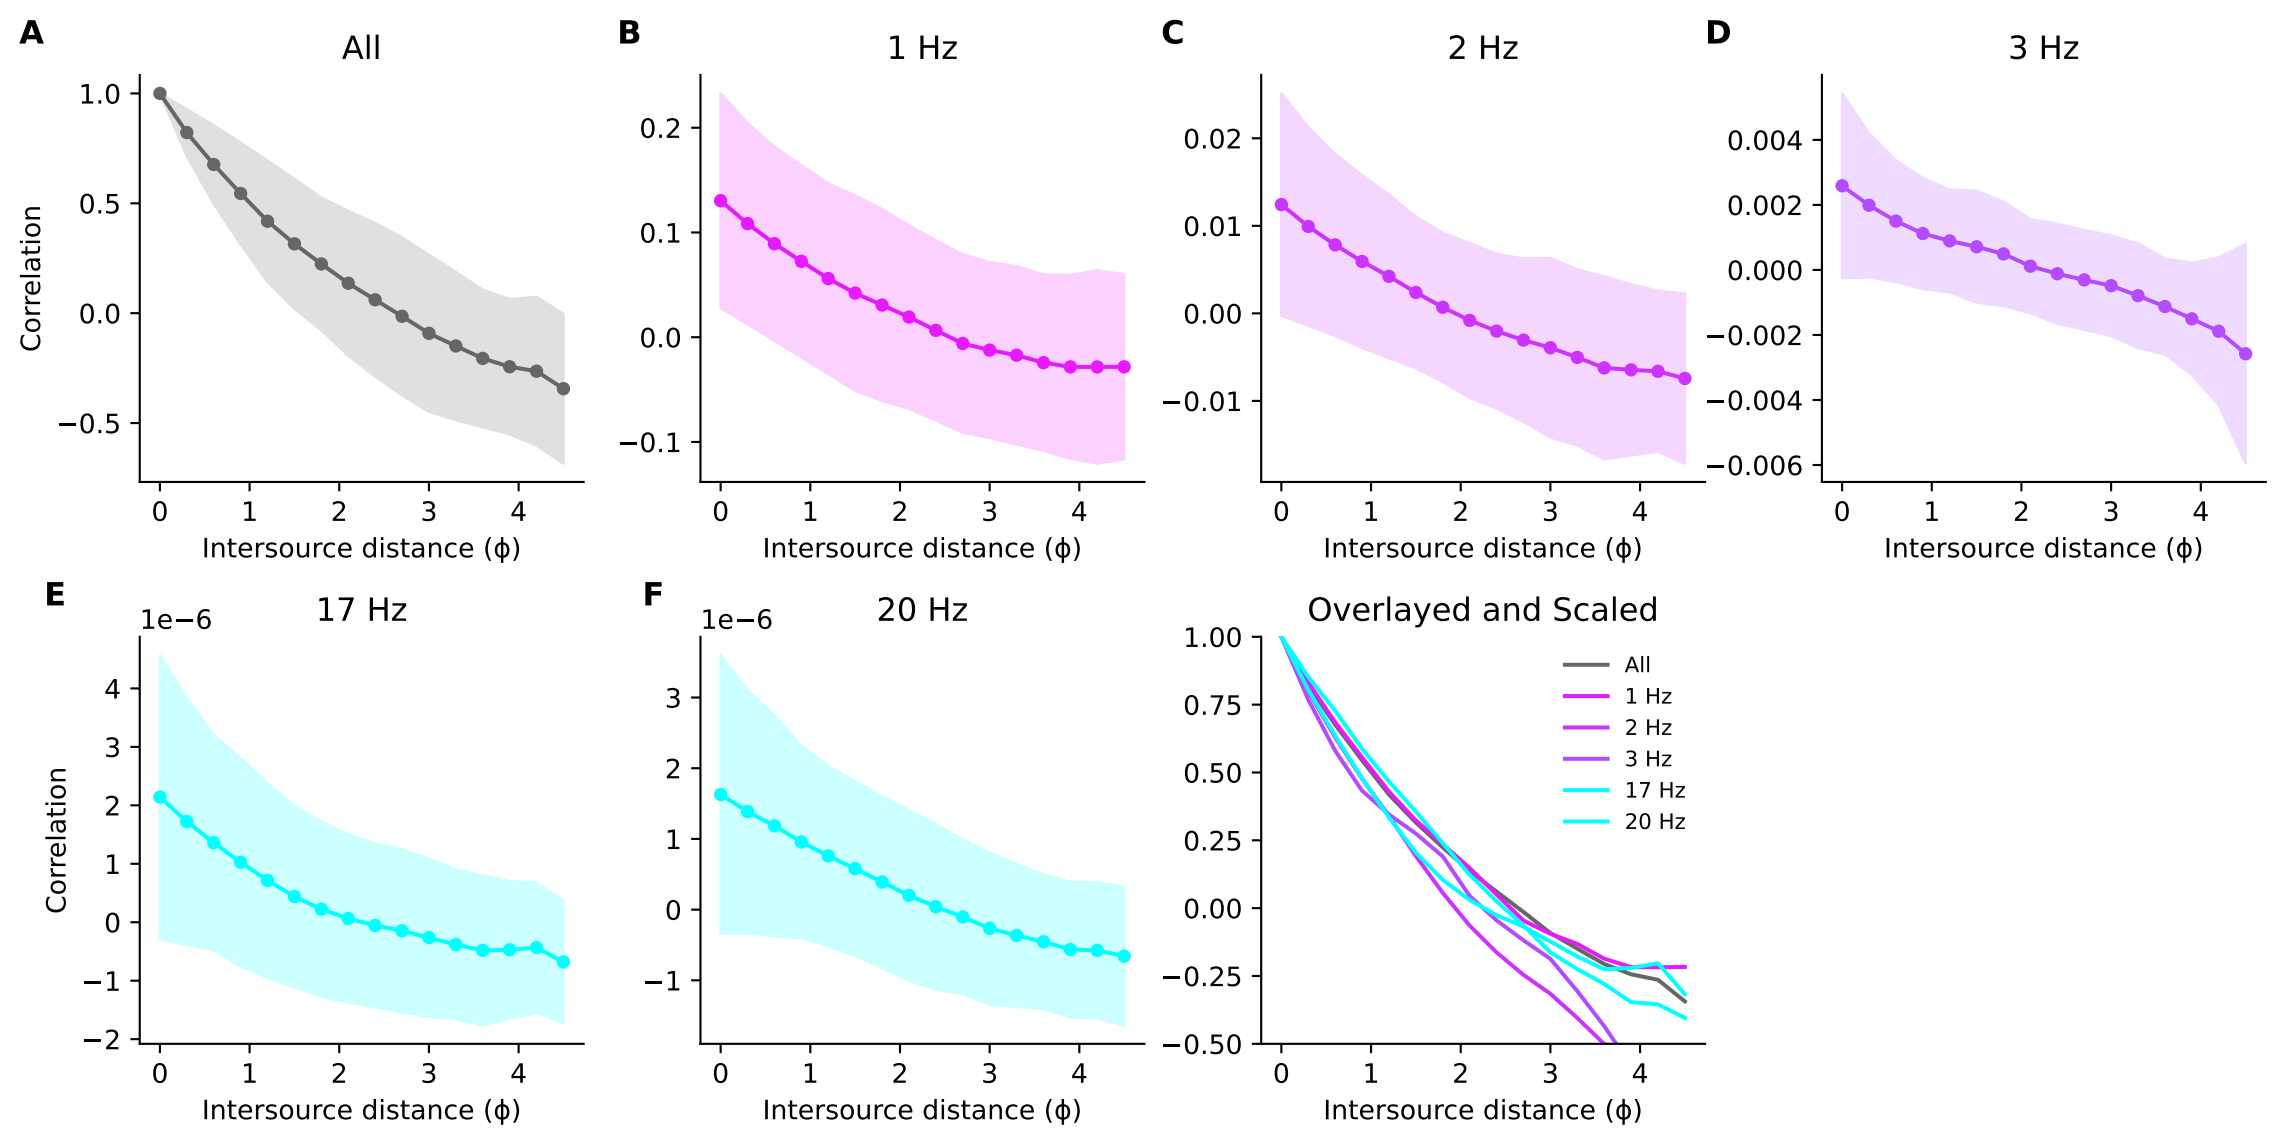 A
All
1.0
0.5
0.0
−0.5
Correlation
0 1 2 3 4
Intersource distance (ϕ)
B
1 Hz
0.2
0.1
0.0
−0.1
0 1 2 3 4
Intersource distance (ϕ)
C
2 Hz
0.02
0.01
0.00
−0.01
0 1 2 3 4
Intersource distance (ϕ)
D
3 Hz
0.004
0.002
0.000
−0.002
−0.004
−0.006
0 1 2 3 4
Intersource distance (ϕ)
E
1e−6
17 Hz
4
3
2
1
0
−1
−2
Correlation
0 1 2 3 4
Intersource distance (ϕ)
F
1e−6
20 Hz
3
2
1
0
−1
0 1 2 3 4
Intersource distance (ϕ)
Overlayed and Scaled
1.00
0.75
0.50
0.25
0.00
−0.25
−0.50
All
1 Hz
2 Hz
3 Hz
17 Hz
20 Hz
0 1 2 3 4
Intersource distance (ϕ)